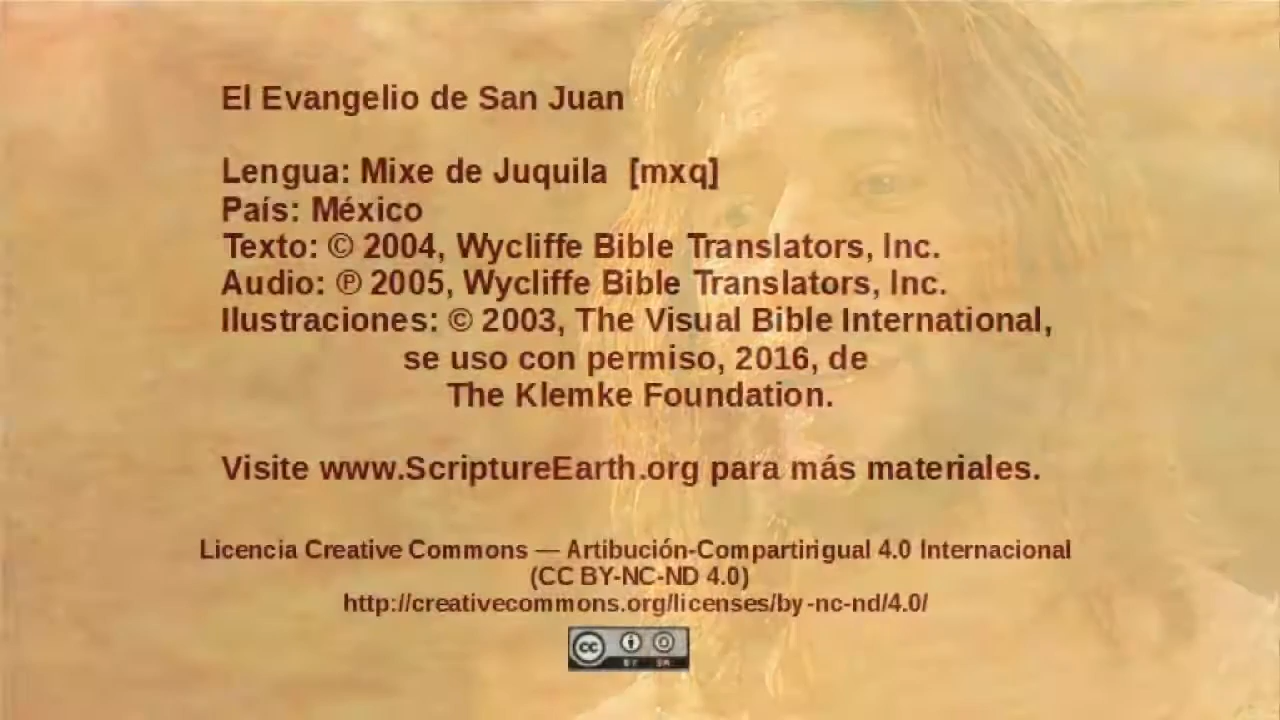 El Evangelio de San Juan
Lengua: Mixe de Juquila [mxq]
País: México
Texto: © 2004, Wycliffe Bible Translators, Inc.
Audio: ℗ 2005, Wycliffe Bible Translators, Inc.
Ilustraciones: © 2003, The Visual Bible International,
se uso con permiso, 2016, de
The Klemke Foundation.
Visite www.ScriptureEarth.org para más materiales.
Licencia Creative Commons — Artibución-Compartirigual 4.0 Internacional
(CC BY-NC-ND 4.0)
http://creativecommons.org/licenses/by-nc-nd/4.0/
cc BY SA